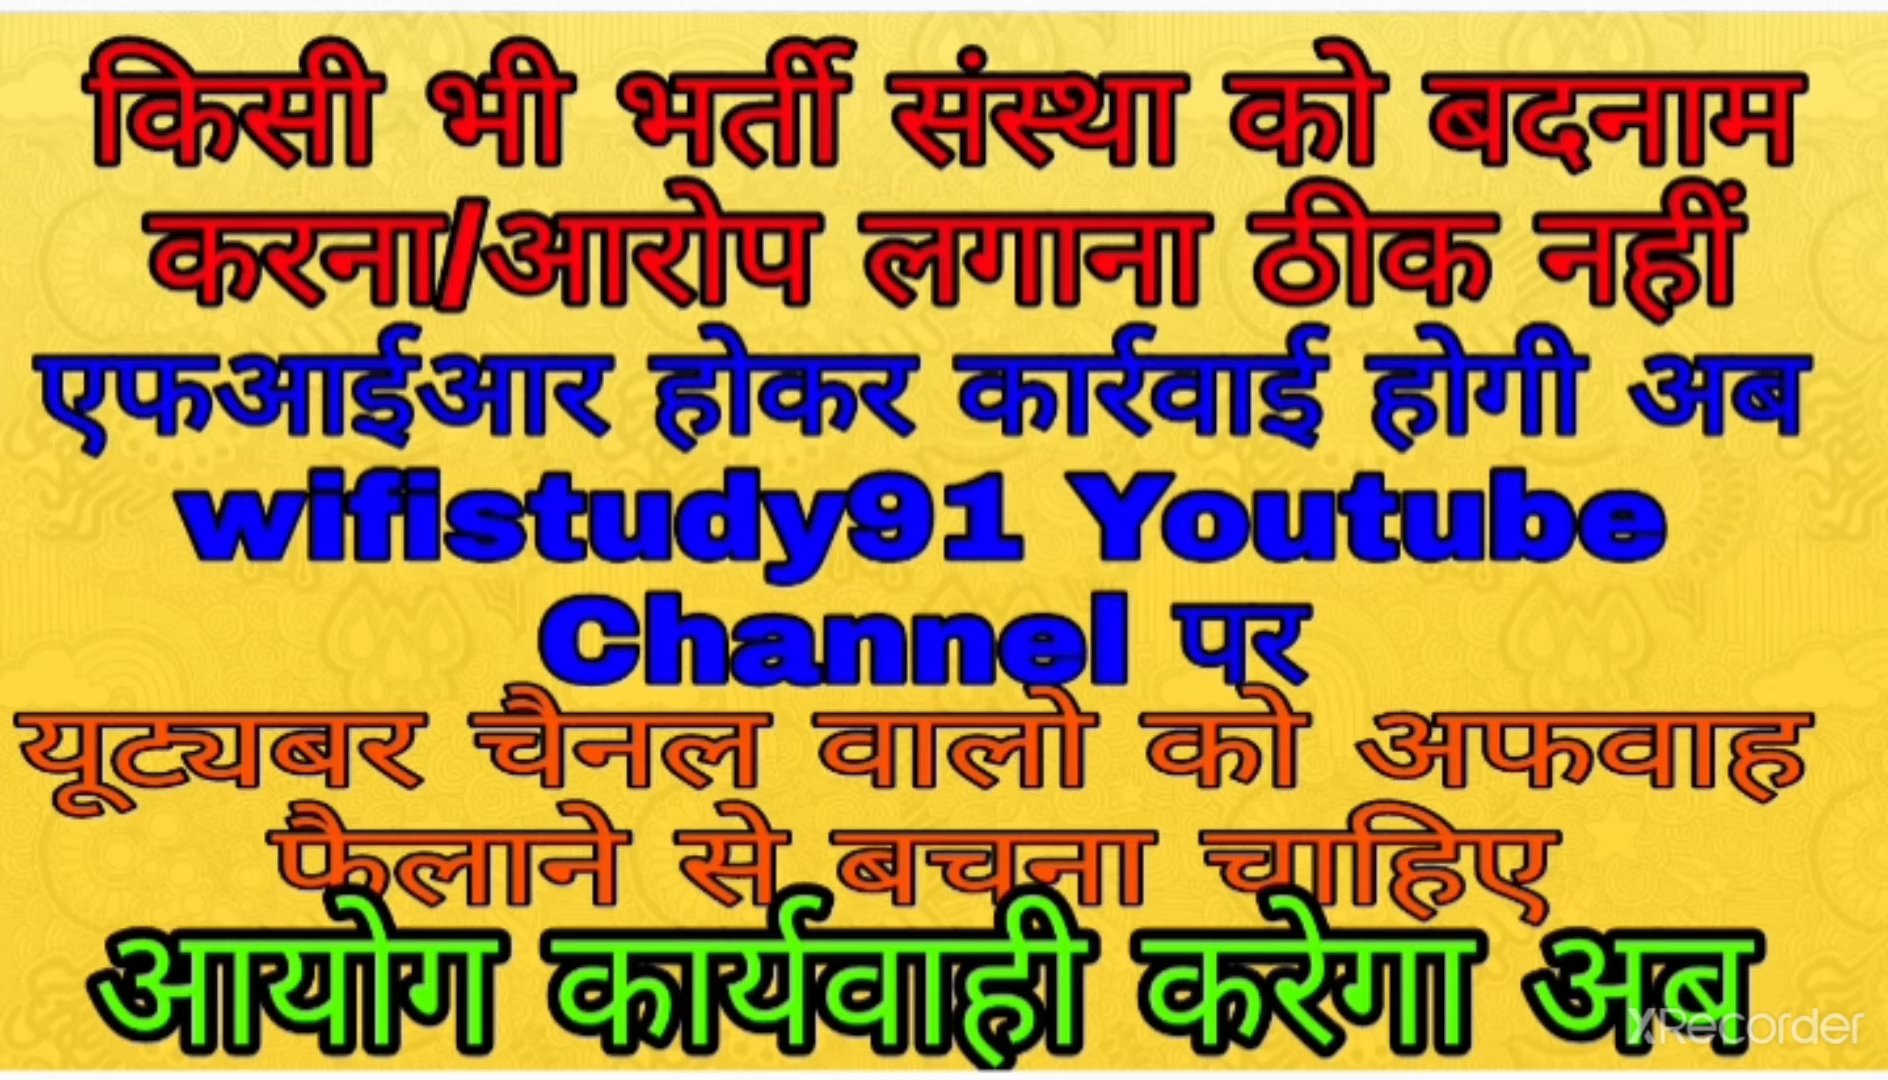 किसी भी भर्ती संस्था को बदनाम
करना/आरोप लगाना ठीक नहीं
एफआईआर होकर कार्रवाई होगी अब
wifistudy91 Youtube
Channel पर
यूट्यबर चैनल वालो को अफवाह
फैलाने से बचना चाहिए
आयोग कार्यवाही करेगा अब
XRecorder